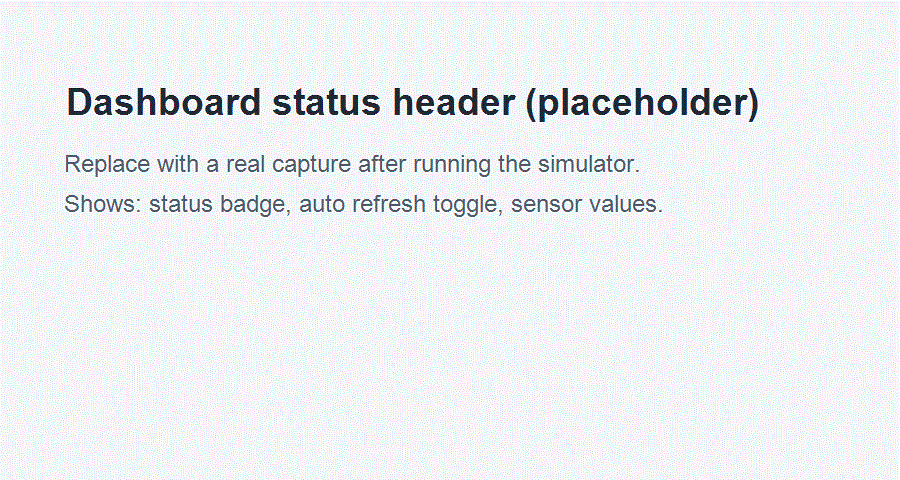 Dashboard status header (placeholder)
Replace with a real capture after running the simulator.
Shows: status badge, auto refresh toggle, sensor values.